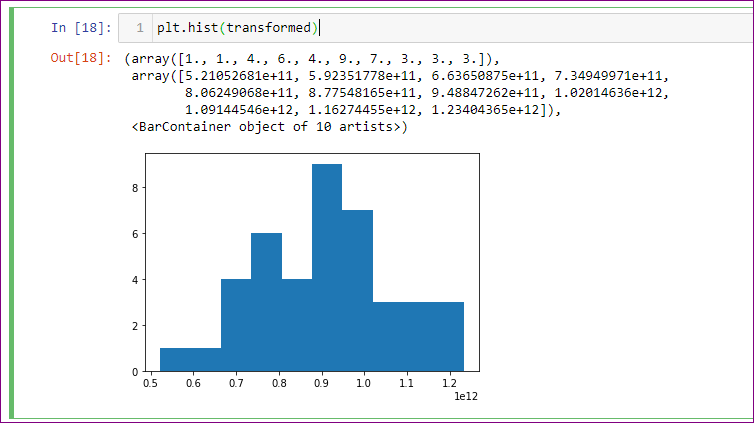 In [18]: 1 plt.hist(transformed)
Out[18]: (array([1., 1., 4., 6., 4., 9., 7., 3., 3., 3.]),
array([5.21052681e+11, 5.92351778e+11, 6.63650875e+11, 7.34949971e+11,
8.06249068e+11, 8.77548165e+11, 9.48847262e+11, 1.02014636e+12,
1.09144546e+12, 1.16274455e+12, 1.23404365e+12]),
<BarContainer object of 10 artists>)
8
6
4
2
0
0.5 0.6 0.7 0.8 0.9 1.0 1.1 1.2
1e12